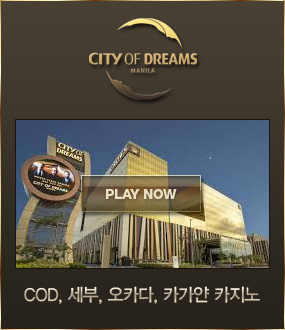 CITY OF DREAMS
MANILA
CITY OF
DREAMS
CITY OF DREAMS
PLAY NOW
COD, 세부, 오카다, 카가얀 카지노